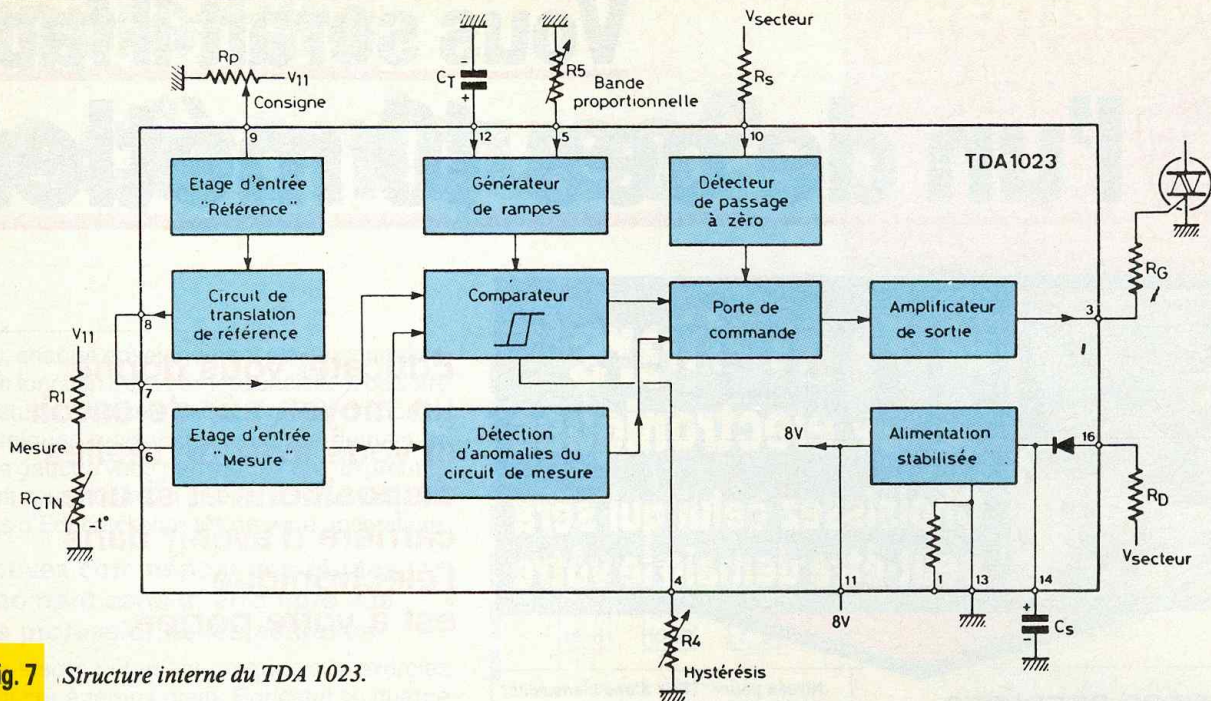 Vous
Vsecteur
Rp
V11
Consigne
CT
-
+
R5
Bande
proportionnelle
Rs
9
12
5
10
TDA1023
Etage d'entrée
"Référence"
Générateur
de rampes
Détecteur
de passage
à zéro
RG
Circuit de
translation
de référence
Comparateur
Porte de
commande
Amplificateur
de sortie
3
8
V11
7
R1
Mesure
6
Etage d'entrée
"Mesure"
Détection
d'anomalies du
circuit de mesure
8V
Alimentation
stabilisée
16
RCTN
-t°
RD
Vsecteur
4
11
1
13
14
8V
+
-
Cs
R4
Hystérésis
ig. 7
Structure interne du TDA 1023.